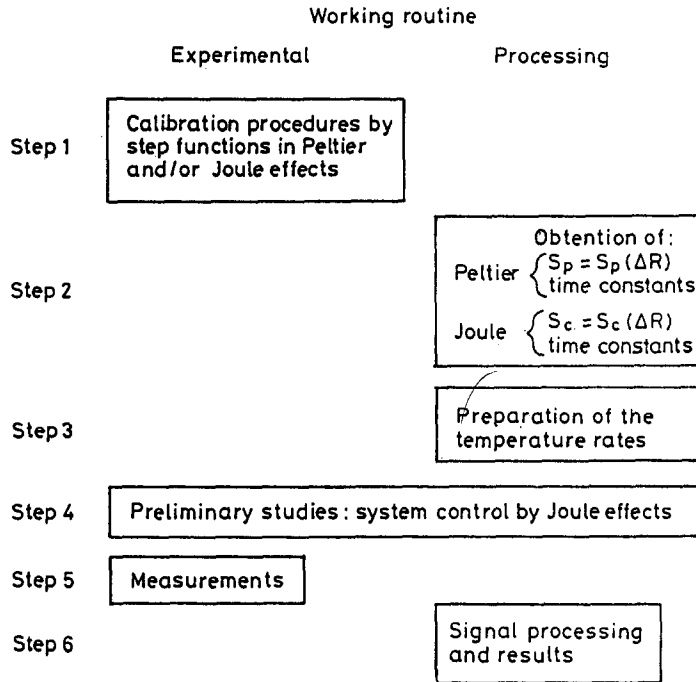 Working routine
Experimental Processing
Step 1
Calibration procedures by
step functions in Peltier
and/or Joule effects
Step 2
Obtention of:
Peltier { Sp = Sp (ΔR)
time constants
Joule { Sc = Sc (ΔR)
time constants
Step 3
Preparation of the
temperature rates
Step 4 Preliminary studies: system control by Joule effects
Step 5 Measurements
Step 6
Signal processing
and results